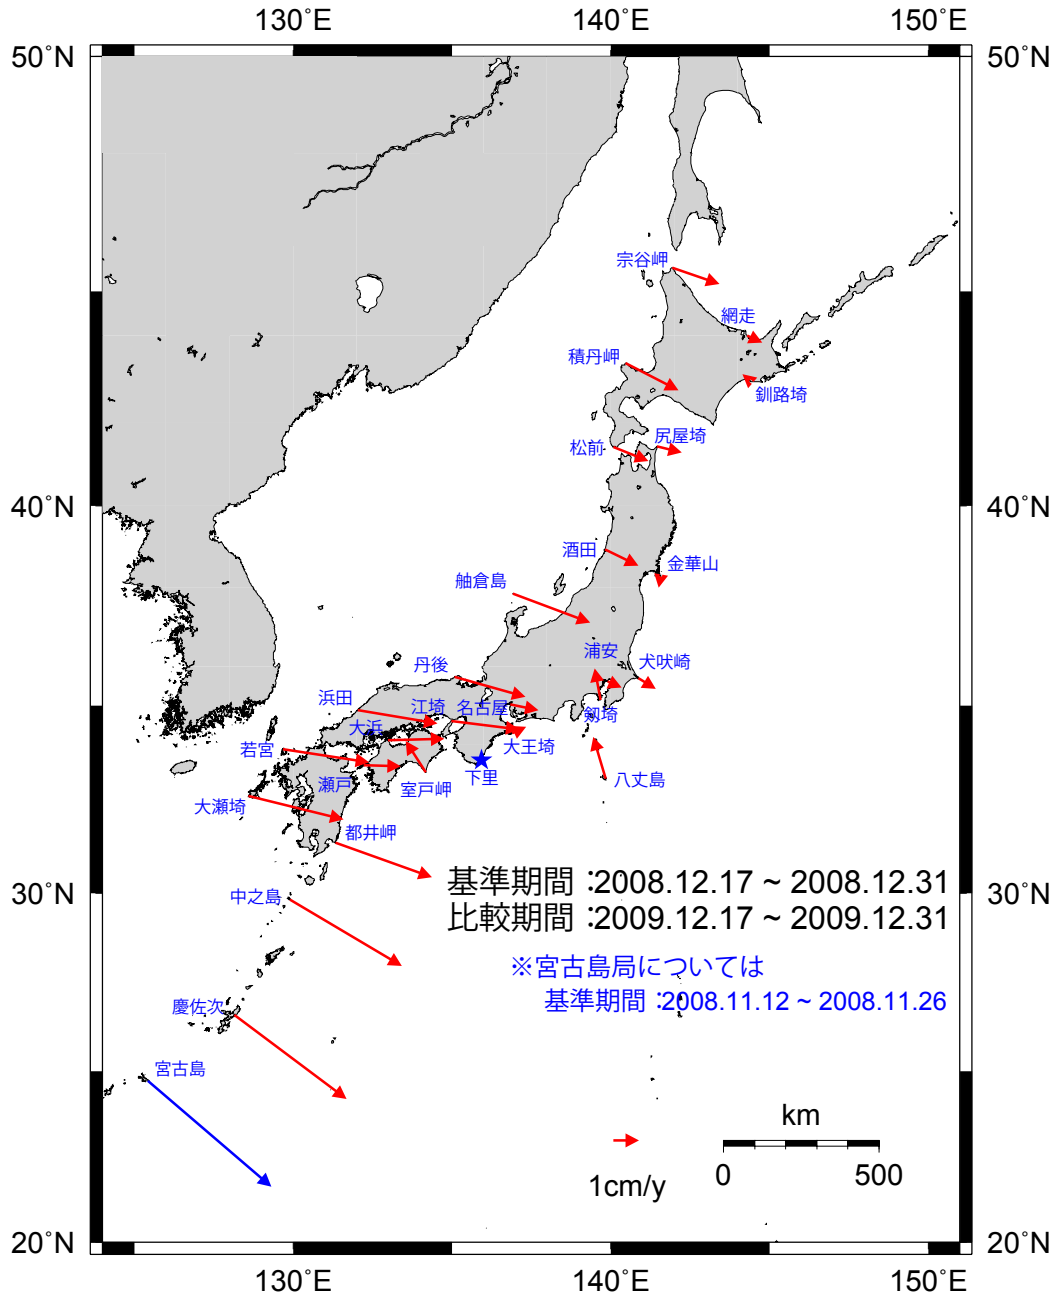 130°E 140°E 150°E
50°N 50°N
宗谷岬
網走
積丹岬
釧路埼
尻屋埼
松前
40°N 40°N
酒田
金華山
舳倉島
浦安
犬吠崎
丹後
浜田
江埼
名古屋
剱埼
大浜
大王埼
若宮
下里
瀬戸
室戸岬
八丈島
大瀬埼
都井岬
基準期間:2008.12.17 ~ 2008.12.31
30°N 30°N
中之島
比較期間:2009.12.17 ~ 2009.12.31
※宮古島局については
基準期間:2008.11.12 ~ 2008.11.26
慶佐次
宮古島
km
0 500
1cm/y
20°N 20°N
130°E 140°E 150°E